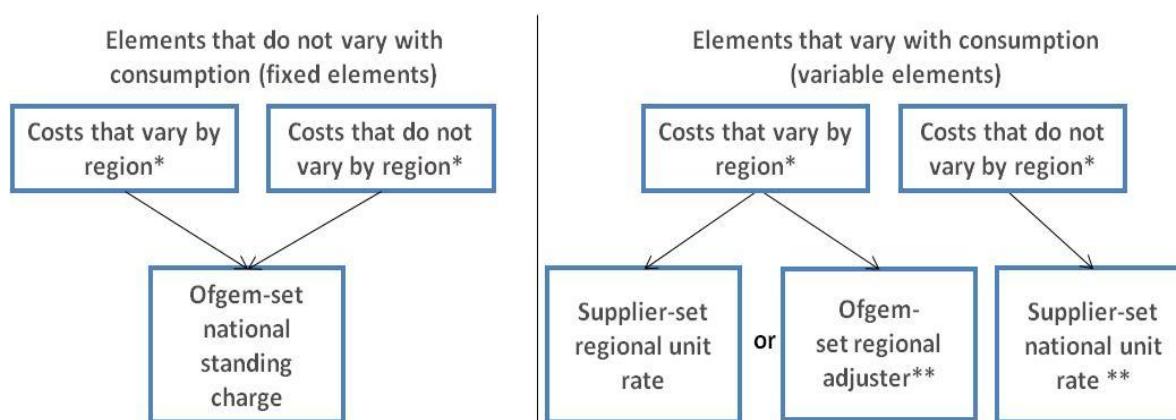 Elements that do not vary with
consumption (fixed elements)
Costs that vary by
region*
Costs that do not
vary by region*
Ofgem-set
national
standing
charge
Elements that vary with consumption
(variable elements)
Costs that vary by
region*
Costs that do not
vary by region*
Supplier-set
regional unit
rate
or
Ofgem-
set regional
adjuster**
Supplier-set
national unit
rate **